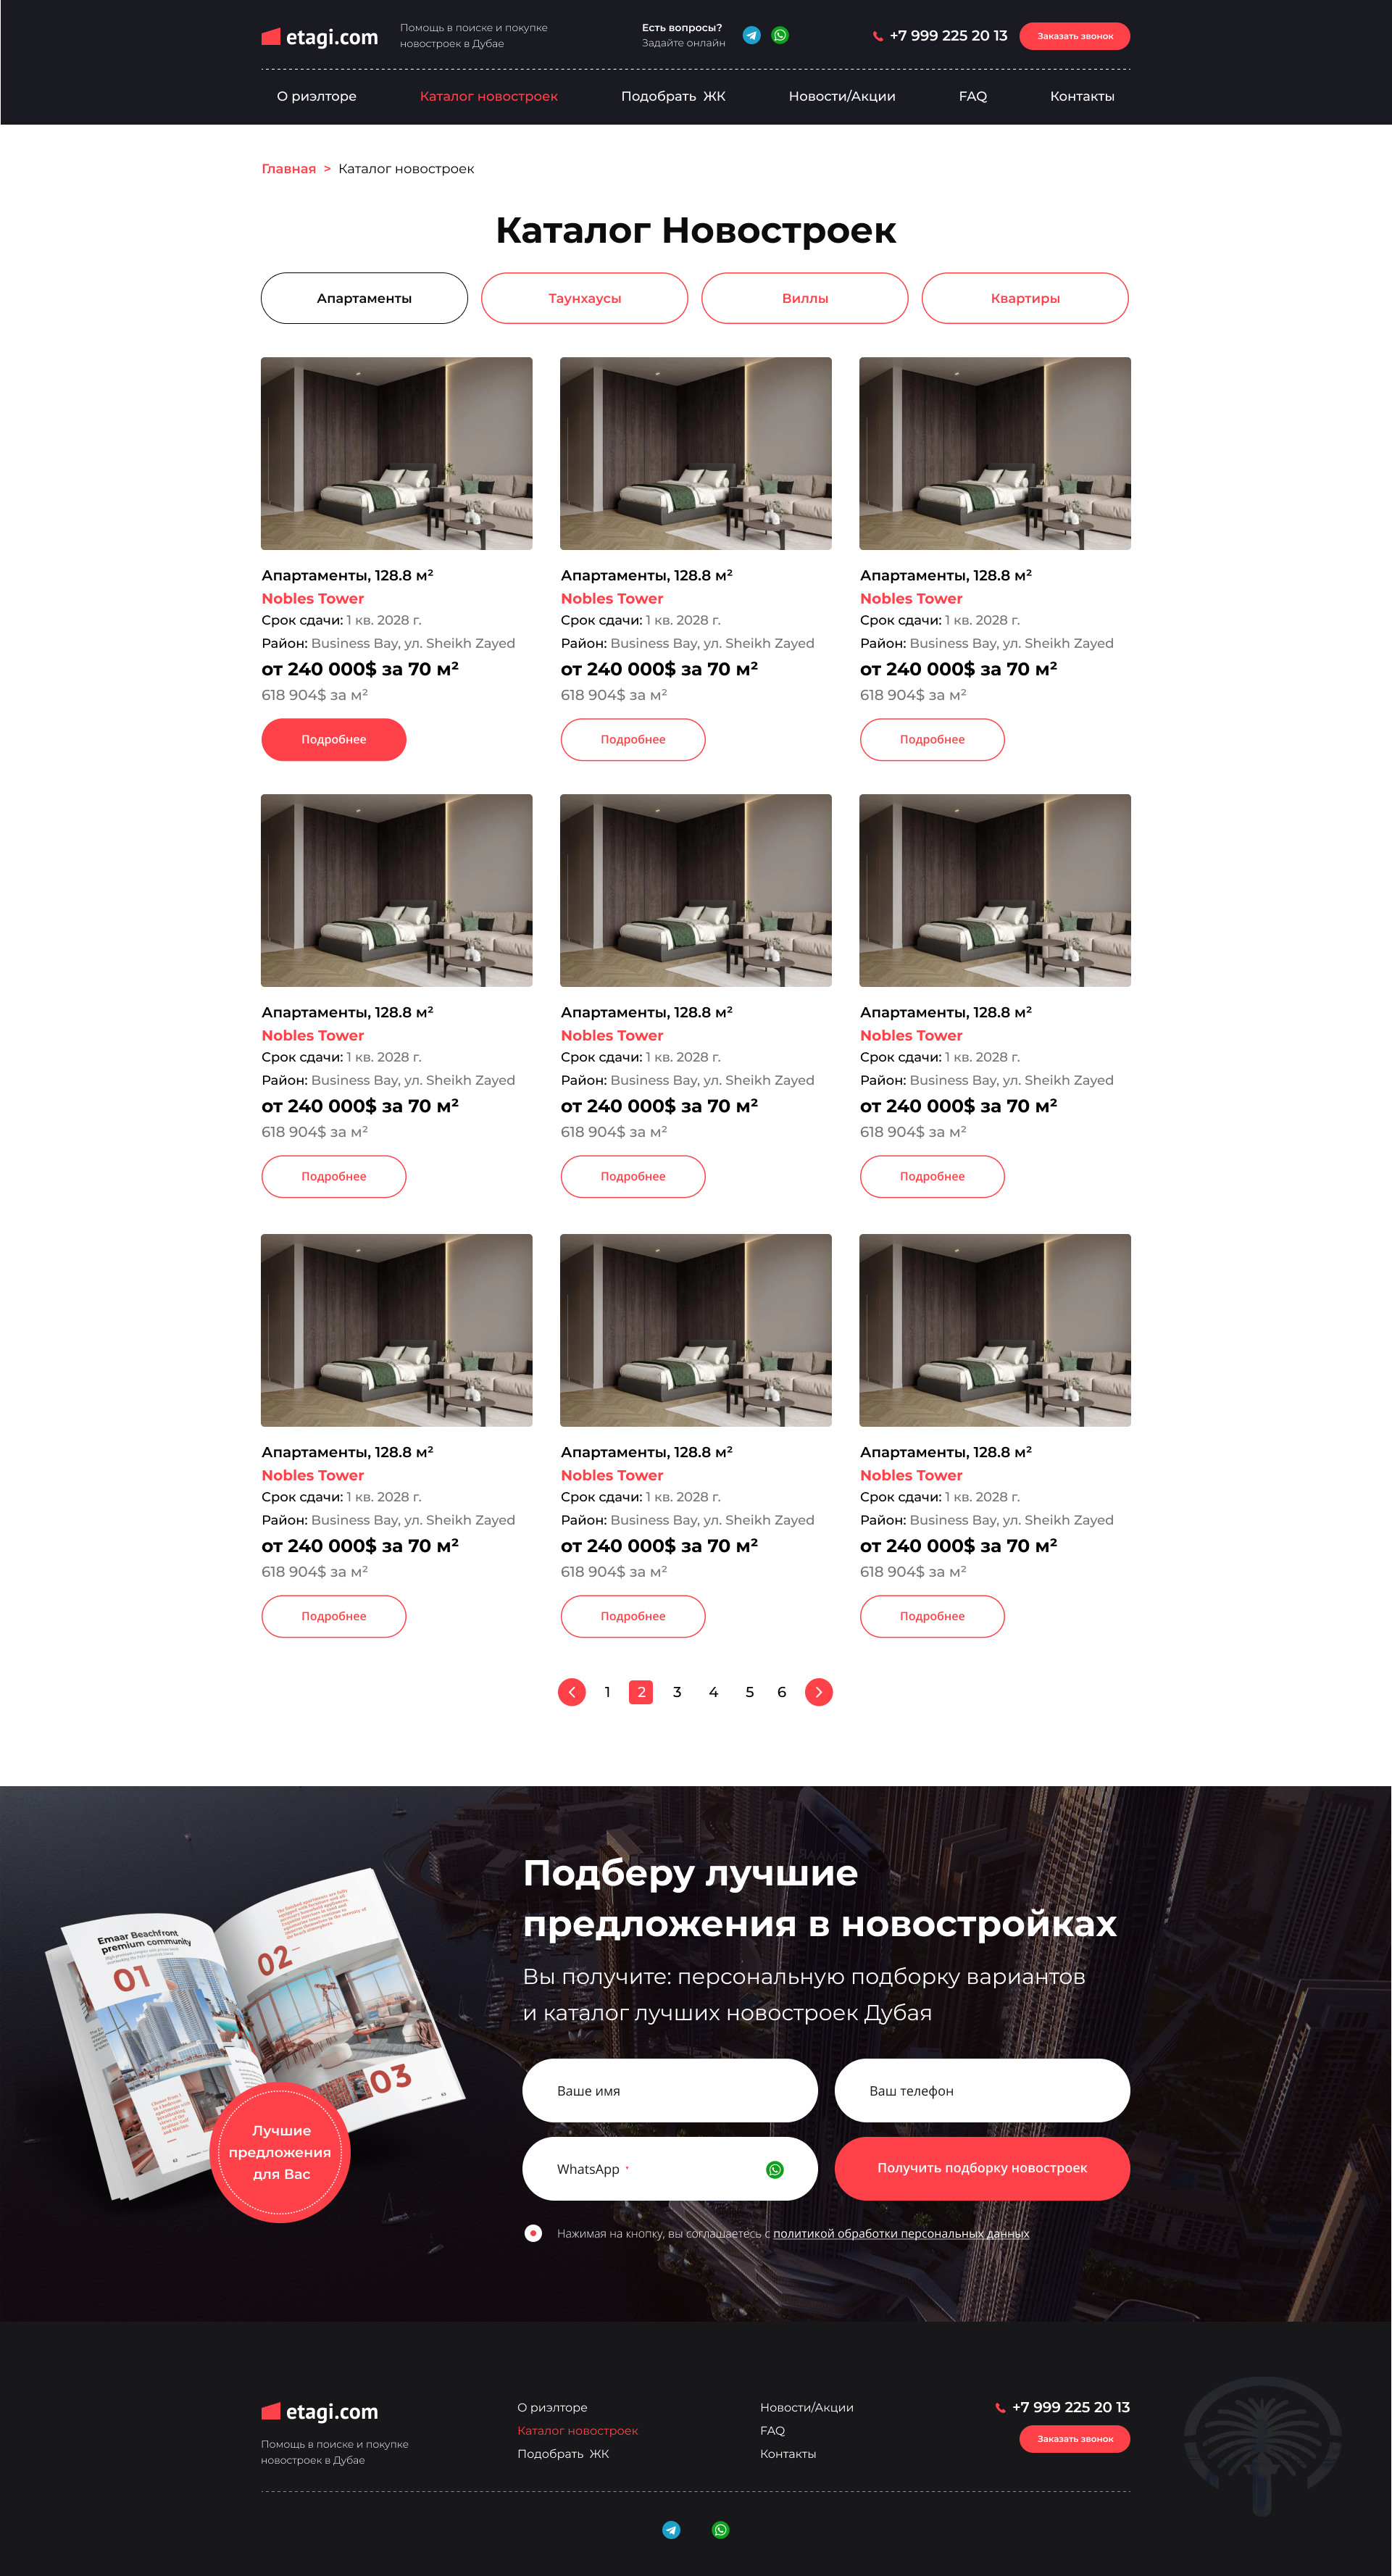 etagi.com
Помощь в поиске и покупке
новостроек в Дубае
Есть вопросы?
Задайте онлайн
+7 999 225 20 13
Заказать звонок
О риэлторе
Каталог новостроек
Подобрать ЖК
Новости/Акции
FAQ
Контакты
Главная > Каталог новостроек
Каталог Новостроек
Апартаменты
Таунхаусы
Виллы
Квартиры
Апартаменты, 128.8 м²
Nobles Tower
Срок сдачи: 1 кв. 2028 г.
Район: Business Bay, ул. Sheikh Zayed
от 240 000$ за 70 м²
618 904$ за м²
Подробнее
Апартаменты, 128.8 м²
Nobles Tower
Срок сдачи: 1 кв. 2028 г.
Район: Business Bay, ул. Sheikh Zayed
от 240 000$ за 70 м²
618 904$ за м²
Подробнее
Апартаменты, 128.8 м²
Nobles Tower
Срок сдачи: 1 кв. 2028 г.
Район: Business Bay, ул. Sheikh Zayed
от 240 000$ за 70 м²
618 904$ за м²
Подробнее
Апартаменты, 128.8 м²
Nobles Tower
Срок сдачи: 1 кв. 2028 г.
Район: Business Bay, ул. Sheikh Zayed
от 240 000$ за 70 м²
618 904$ за м²
Подробнее
Апартаменты, 128.8 м²
Nobles Tower
Срок сдачи: 1 кв. 2028 г.
Район: Business Bay, ул. Sheikh Zayed
от 240 000$ за 70 м²
618 904$ за м²
Подробнее
Апартаменты, 128.8 м²
Nobles Tower
Срок сдачи: 1 кв. 2028 г.
Район: Business Bay, ул. Sheikh Zayed
от 240 000$ за 70 м²
618 904$ за м²
Подробнее
Апартаменты, 128.8 м²
Nobles Tower
Срок сдачи: 1 кв. 2028 г.
Район: Business Bay, ул. Sheikh Zayed
от 240 000$ за 70 м²
618 904$ за м²
Подробнее
Апартаменты, 128.8 м²
Nobles Tower
Срок сдачи: 1 кв. 2028 г.
Район: Business Bay, ул. Sheikh Zayed
от 240 000$ за 70 м²
618 904$ за м²
Подробнее
Апартаменты, 128.8 м²
Nobles Tower
Срок сдачи: 1 кв. 2028 г.
Район: Business Bay, ул. Sheikh Zayed
от 240 000$ за 70 м²
618 904$ за м²
Подробнее
1 2 3 4 5 6
Emaar Beachfront
premium community
01
02
03
Лучшие
предложения
для Вас
Подберу лучшие
предложения в новостройках
Вы получите: персональную подборку вариантов
и каталог лучших новостроек Дубая
Ваше имя
Ваш телефон
WhatsApp *
Получить подборку новостроек
Нажимая на кнопку, вы соглашаетесь с политикой обработки персональных данных
etagi.com
Помощь в поиске и покупке
новостроек в Дубае
О риэлторе
Каталог новостроек
Подобрать ЖК
Новости/Акции
FAQ
Контакты
+7 999 225 20 13
Заказать звонок